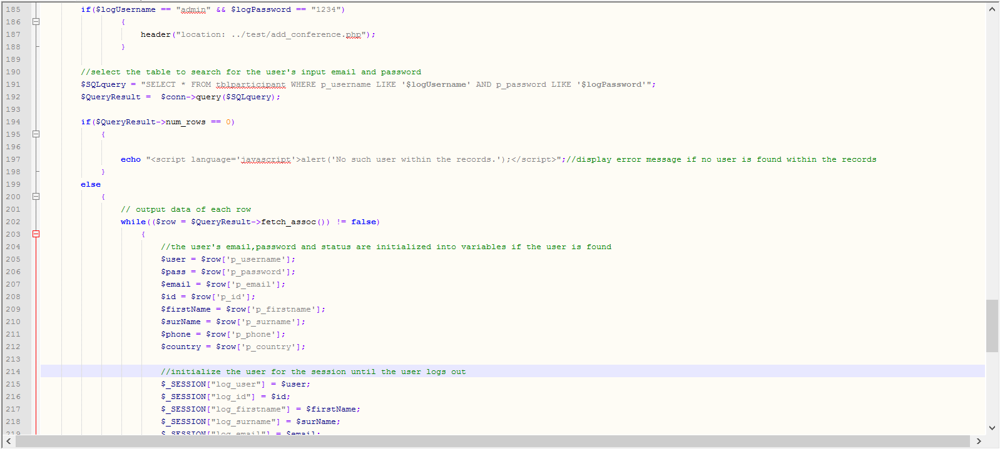 185 if($logUsername == "admin" && $logPassword == "1234")
186 {
187 header("location: ../test/add_conference.php");
188 }
189
190 //select the table to search for the user's input email and password
191 $SQLquery = "SELECT * FROM tblparticipant WHERE p_username LIKE '$logUsername' AND p_password LIKE '$logPassword'";
192 $QueryResult =  $conn->query($SQLquery);
193
194 if($QueryResult->num_rows == 0)
195 {
196
197 echo "<script language='javascript'>alert('No such user within the records.');</script>";//display error message if no user is found within the records
198 }
199 else
200 {
201 // output data of each row
202 while(($row = $QueryResult->fetch_assoc()) != false)
203 {
204 //the user's email,password and status are initialized into variables if the user is found
205 $user = $row['p_username'];
206 $pass = $row['p_password'];
207 $email = $row['p_email'];
208 $id = $row['p_id'];
209 $firstName = $row['p_firstname'];
210 $surName = $row['p_surname'];
211 $phone = $row['p_phone'];
212 $country = $row['p_country'];
213
214 //initialize the user for the session until the user logs out
215 $_SESSION["log_user"] = $user;
216 $_SESSION["log_id"] = $id;
217 $_SESSION["log_firstname"] = $firstName;
218 $_SESSION["log_surname"] = $surName;
219 $_SESSION["log_email"] = $email;